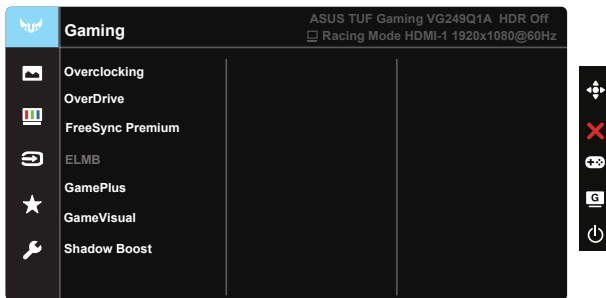 TUF
Gaming
ASUS TUF Gaming VG249Q1A HDR Off
Racing Mode HDMI-1 1920x1080@60Hz
Overclocking
OverDrive
FreeSync Premium
ELMB
GamePlus
GameVisual
Shadow Boost
G